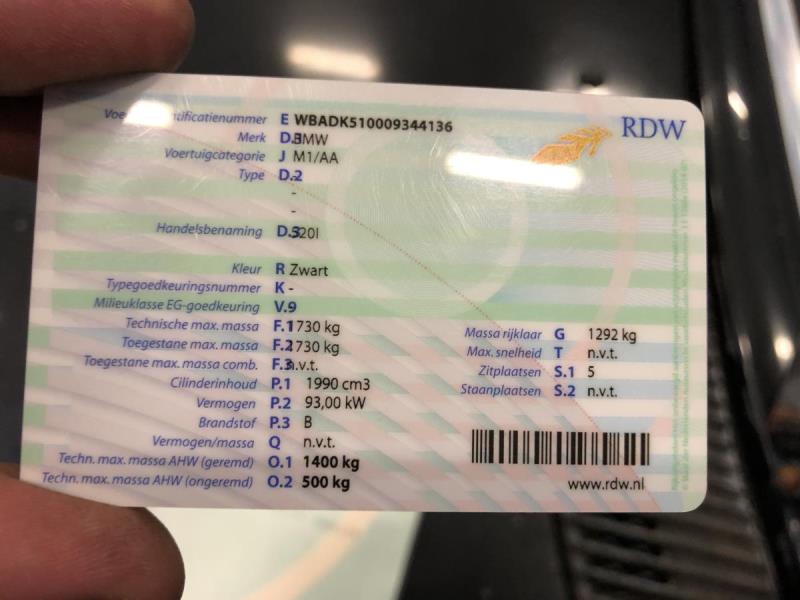 E WBADK510009344136
RDW
Merk D.1 BMW
Voertuigcategorie J M1/AA
Type D.2 -
-
-
Handelsbenaming D.3 520I
Kleur R Zwart
Typegoedkeuringsnummer K -
Milieuklasse EG-goedkeuring V.9
Technische max. massa F.1 1730 kg
Toegestane max. massa F.2 1730 kg
Toegestane max. massa comb. F.3 n.v.t.
Cilinderinhoud P.1 1990 cm3
Vermogen P.2 93,00 kW
Brandstof P.3 B
Vermogen/massa Q n.v.t.
Techn. max. massa AHW (geremd) O.1 1400 kg
Techn. max. massa AHW (ongeremd) O.2 500 kg
Massa rijklaar G 1292 kg
Max. snelheid T n.v.t.
Zitplaatsen S.1 5
Staanplaatsen S.2 n.v.t.
www.rdw.nl